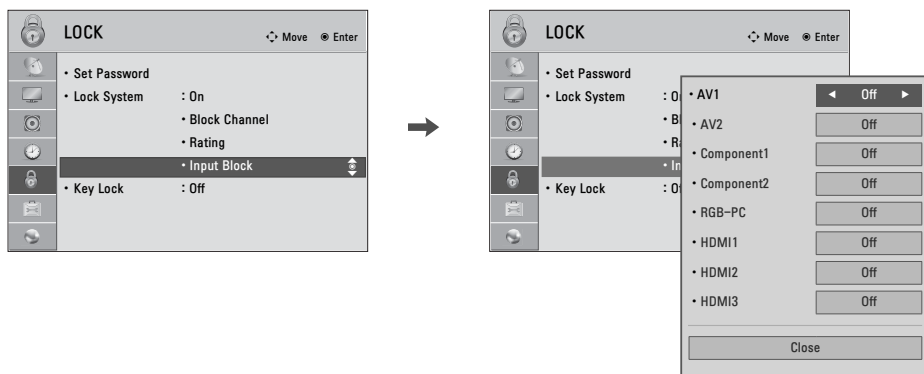 LOCK
Move Enter
• Set Password
• Lock System : On
• Block Channel
• Rating
• Input Block
• Key Lock : Off
LOCK
Move Enter
• Set Password
• Lock System
• Key Lock
• AV1 ◄ Off ►
• AV2 Off
• Component1 Off
• Component2 Off
• RGB-PC Off
• HDMI1 Off
• HDMI2 Off
• HDMI3 Off
Close